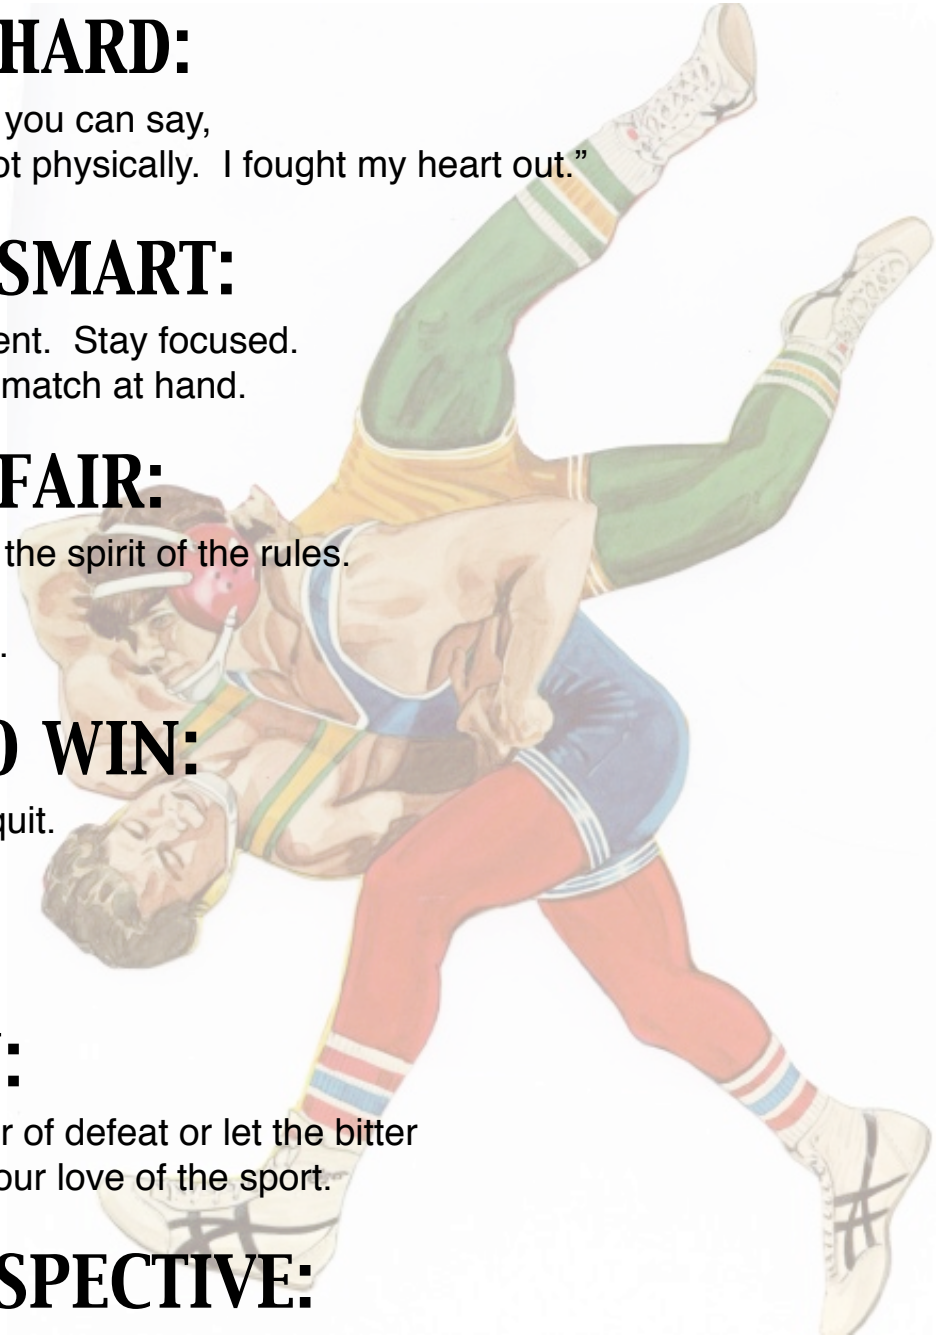 HARD:
you can say,
ot physically.  I fought my heart out.”
SMART:
ent.  Stay focused.
match at hand.
FAIR:
the spirit of the rules.
.
O WIN:
quit.
:
r of defeat or let the bitter
our love of the sport.
SPECTIVE: